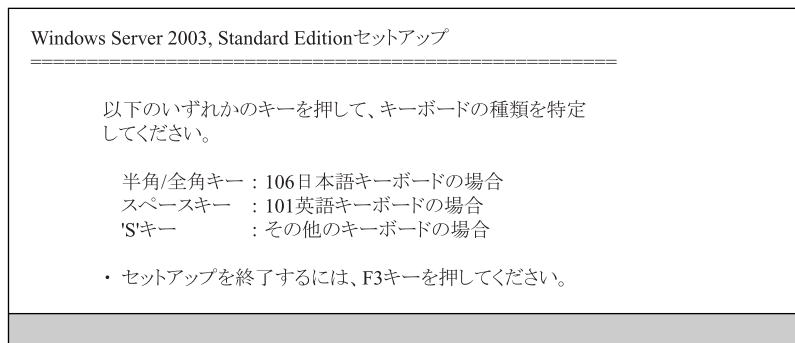 Windows Server 2003, Standard Editionセットアップ
====================================================
以下のいずれかのキーを押して、キーボードの種類を特定
してください。
半角/全角キー : 106日本語キーボードの場合
スペースキー : 101英語キーボードの場合
'S'キー : その他のキーボードの場合
・ セットアップを終了するには、F3キーを押してください。